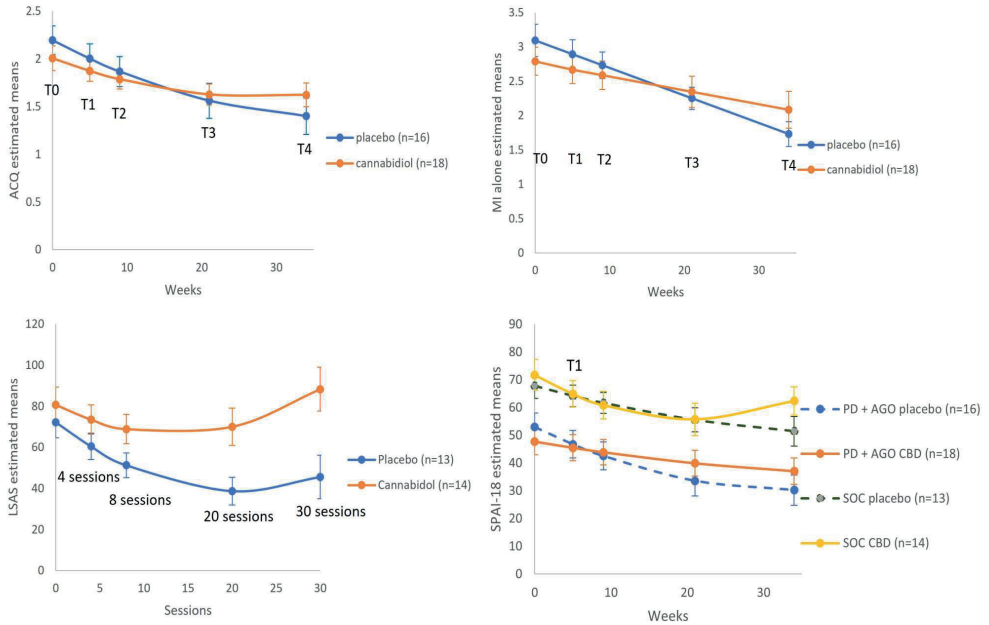 2.5
2
1.5
1
0.5
0
0 10 20 30
ACQ estimated means
Weeks
T0
T1
T2
T3
T4
placebo (n=16)
cannabidiol (n=18)
3.5
3
2.5
2
1.5
1
0.5
0
0 10 20 30
MI alone estimated means
Weeks
T0 T1 T2 T3 T4
placebo (n=16)
cannabidiol (n=18)
120
100
80
60
40
20
0
0 5 10 15 20 25 30
LSAS estimated means
Sessions
4 sessions
8 sessions
20 sessions
30 sessions
Placebo (n=13)
Cannabidol (n=14)
90
80
70
60
50
40
30
20
10
0
0 10 20 30
SPAI-18 estimated means
Weeks
T1
PD + AGO placebo (n=16)
PD + AGO CBD (n=18)
SOC placebo (n=13)
SOC CBD (n=14)